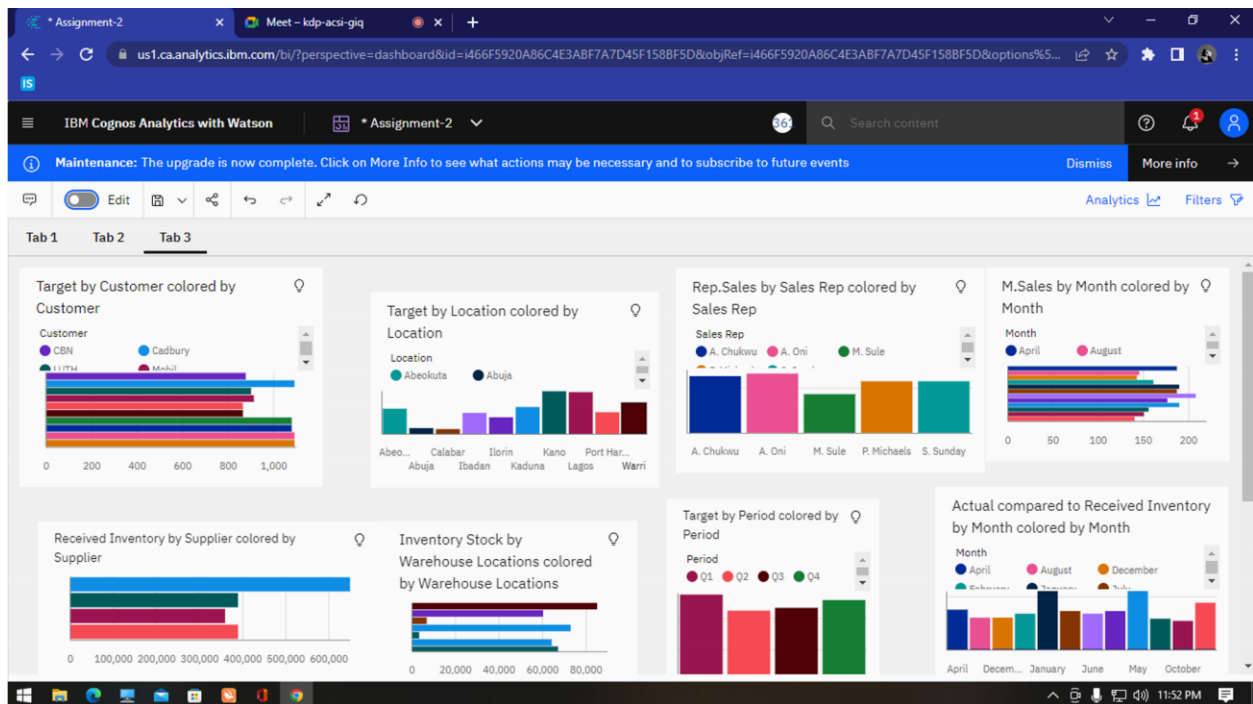 * Assignment-2
Meet – kdp-acsi-giq
us1.ca.analytics.ibm.com/bi/?perspective=dashboard&id=i466F5920A86C4E3ABF7A7D45F158BF5D&objRef=i466F5920A86C4E3ABF7A7D45F158BF5D&options%5...
IS
IBM Cognos Analytics with Watson
* Assignment-2
Search content
1
Maintenance: The upgrade is now complete. Click on More Info to see what actions may be necessary and to subscribe to future events
Dismiss
More info
Edit
Analytics
Filters
Tab 1
Tab 2
Tab 3
Target by Customer colored by
Customer
Customer
CBN Cadbury
LUTH Mobil
0 200 400 600 800 1,000
Target by Location colored by
Location
Location
Abeokuta Abuja
Abeo... Calabar Ilorin Kano Port Har...
Abuja Ibadan Kaduna Lagos Warri
Rep.Sales by Sales Rep colored by
Sales Rep
Sales Rep
A. Chukwu A. Oni M. Sule
A. Chukwu A. Oni M. Sule P. Michaels S. Sunday
M.Sales by Month colored by
Month
Month
April August
0 50 100 150 200
Received Inventory by Supplier colored by
Supplier
0 100,000 200,000 300,000 400,000 500,000 600,000
Inventory Stock by
Warehouse Locations colored
by Warehouse Locations
0 20,000 40,000 60,000 80,000
Target by Period colored by
Period
Period
Q1 Q2 Q3 Q4
Actual compared to Received Inventory
by Month colored by Month
Month
April August December
February January July
April Decem... January June May October
11:52 PM